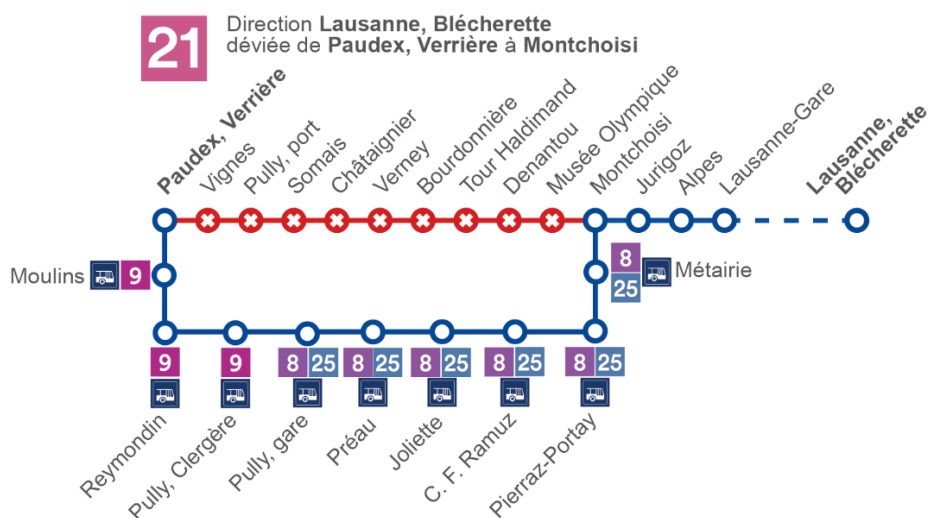 21
Direction Lausanne, Blécherette
déviée de Paudex, Verrière à Montchoisi
Paudex, Verrière
Vignes
Pully, port
Somais
Châtaignier
Verney
Bourdonnière
Tour Haldimand
Denantou
Musée Olympique
Montchoisi
Jurigoz
Alpes
Lausanne-Gare
Lausanne,
Blécherette
Moulins 9
8
25
Métairie
9
9
8 25
8 25
8 25
8 25
8 25
Reymondin
Pully, Clergère
Pully, gare
Préau
Joliette
C. F. Ramuz
Pierraz-Portay